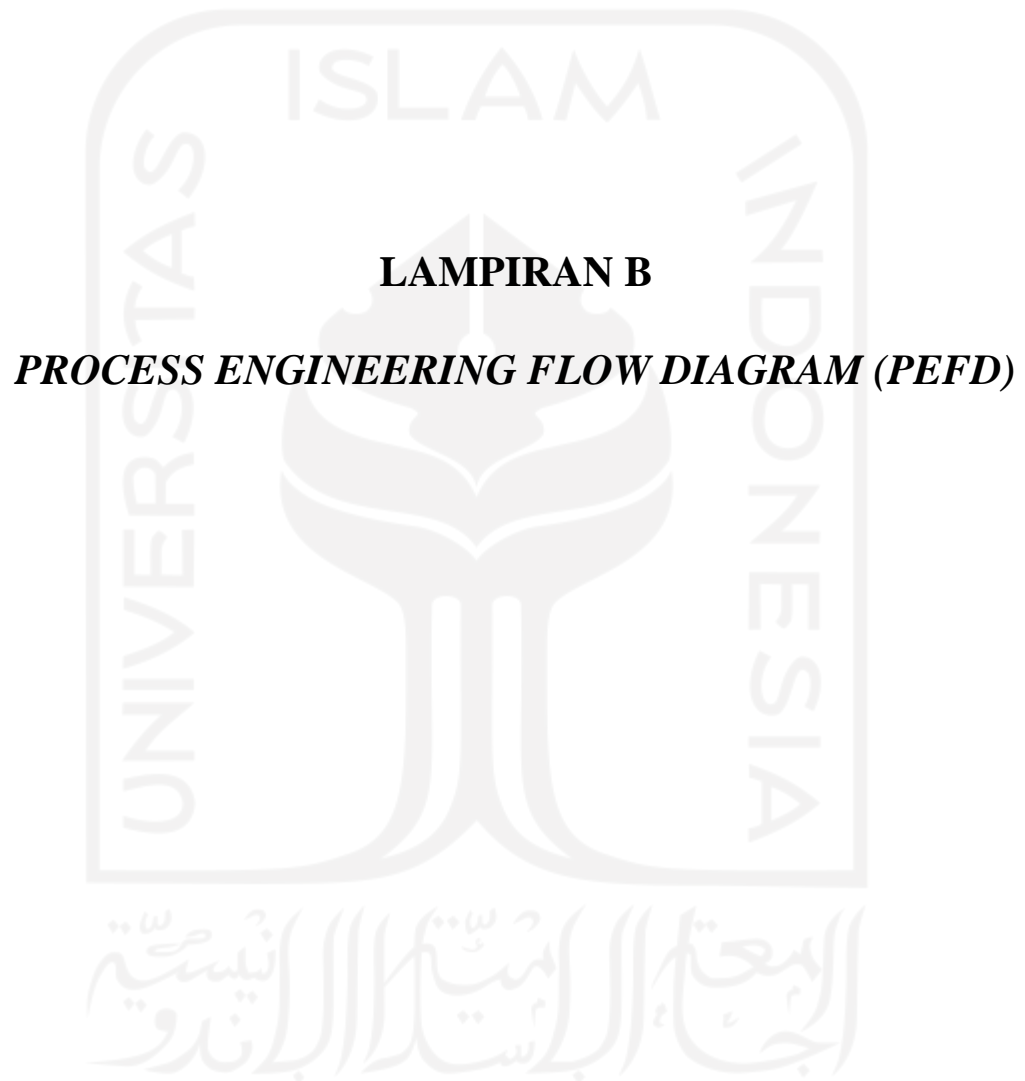 ISLAM
UNIVERSITAS
INDONESIA
LAMPIRAN B
PROCESS ENGINEERING FLOW DIAGRAM (PEFD)